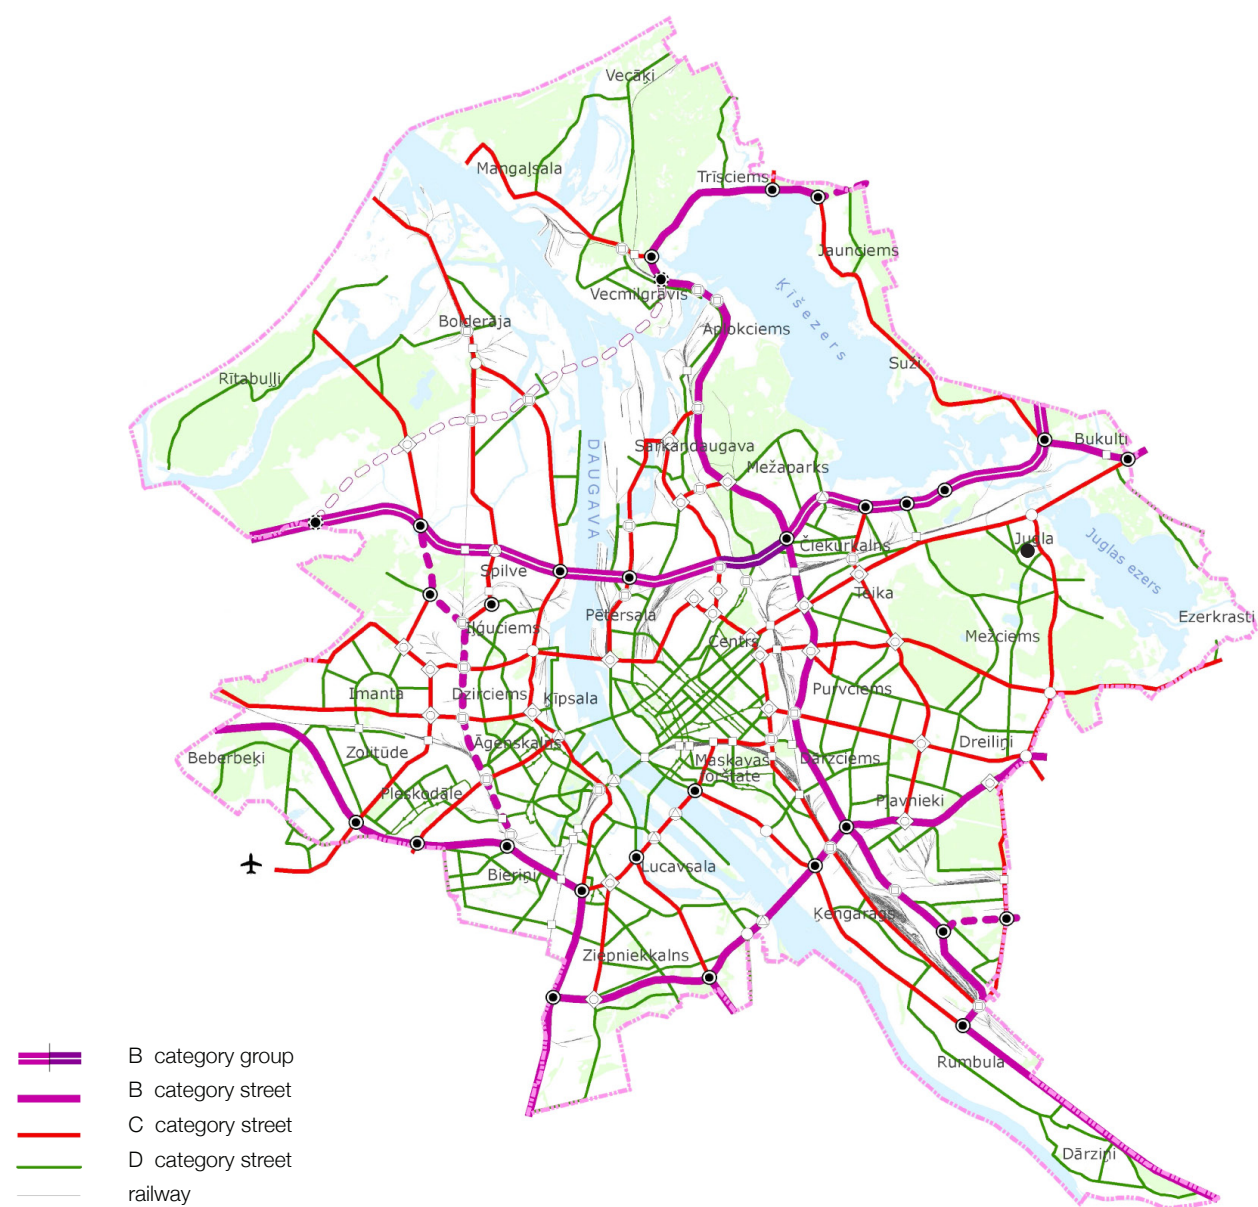 Vecāķi
Mangaļsala
Trīsciems
Jaunciems
Ķīšezers
Vecmīlgrāvis
Aplokciems
Bolderāja
Suži
Rītabuļļi
Bukulti
Sarkandaugava
DAUGAVA
Mežaparks
Čiekurkalns
Jugla
Juglas ezers
Spilve
Teika
Pētersala
Ezerkrasti
Iļģuciems
Mežciems
Centrs
Imanta
Dzirciems
Ķīpsala
Purvciems
Āgenskalns
Dreiliņi
Beberbeķi
Zolitūde
Maskavas
forštate
Dārzciems
Pleskodāle
Pļavnieki
Bieriņi
Lucavsala
Ķengarags
Ziepniekkalns
Rumbula
Dārziņi
B category group
B category street
C category street
D category street
railway